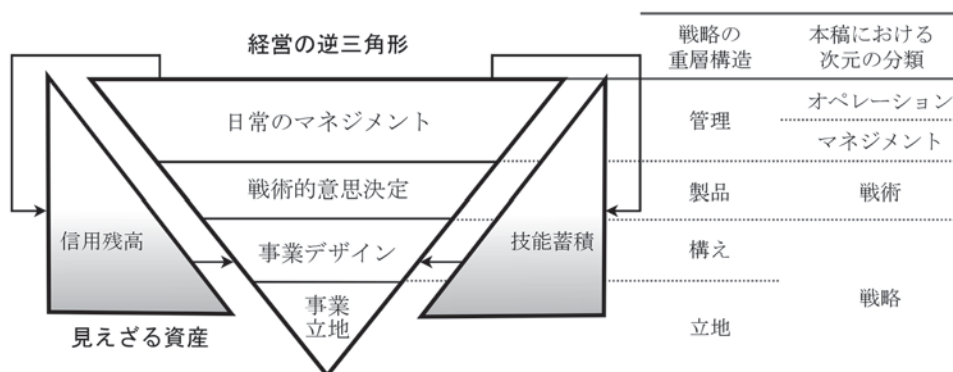 経営の逆三角形
日常のマネジメント
戦術的意思決定
事業デザイン
事業
立地
信用残高
見えざる資産
技能蓄積
戦略の
重層構造
本稿における
次元の分類
管理
オペレーション
マネジメント
製品
戦術
構え
立地
戦略